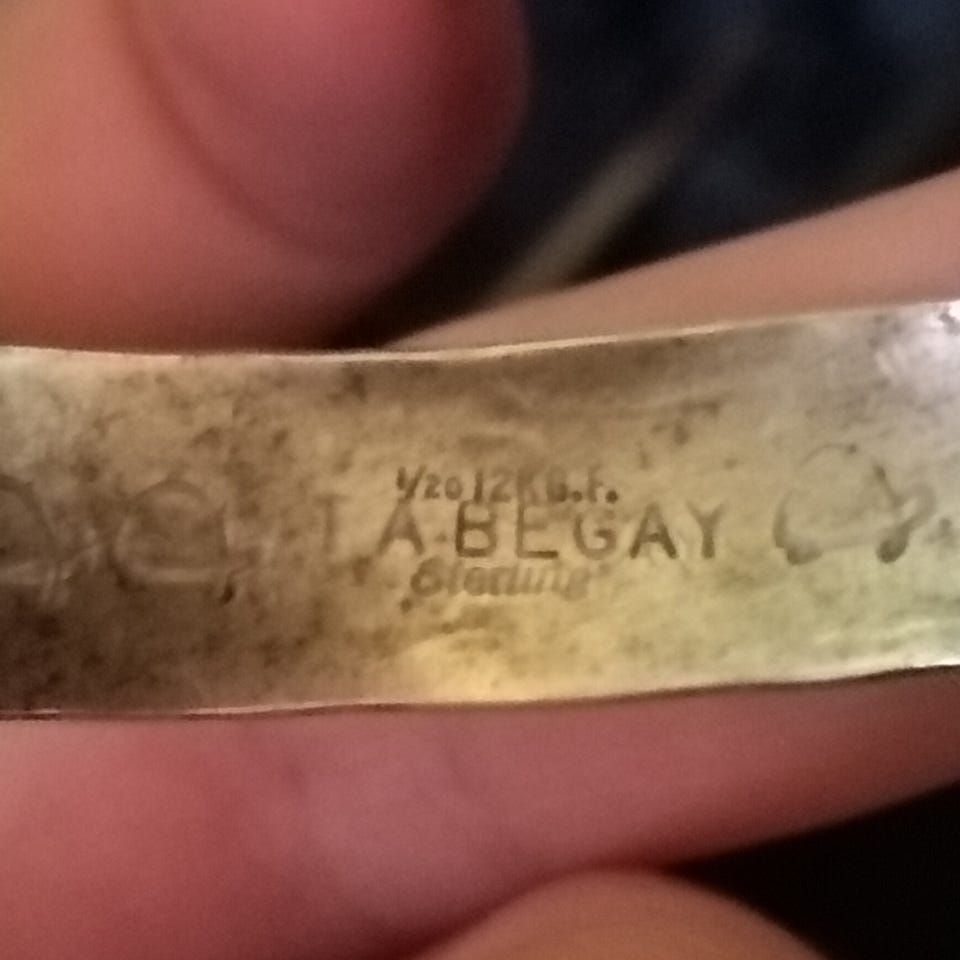 1/20 12K G.F.
T A BEGAY
Sterling